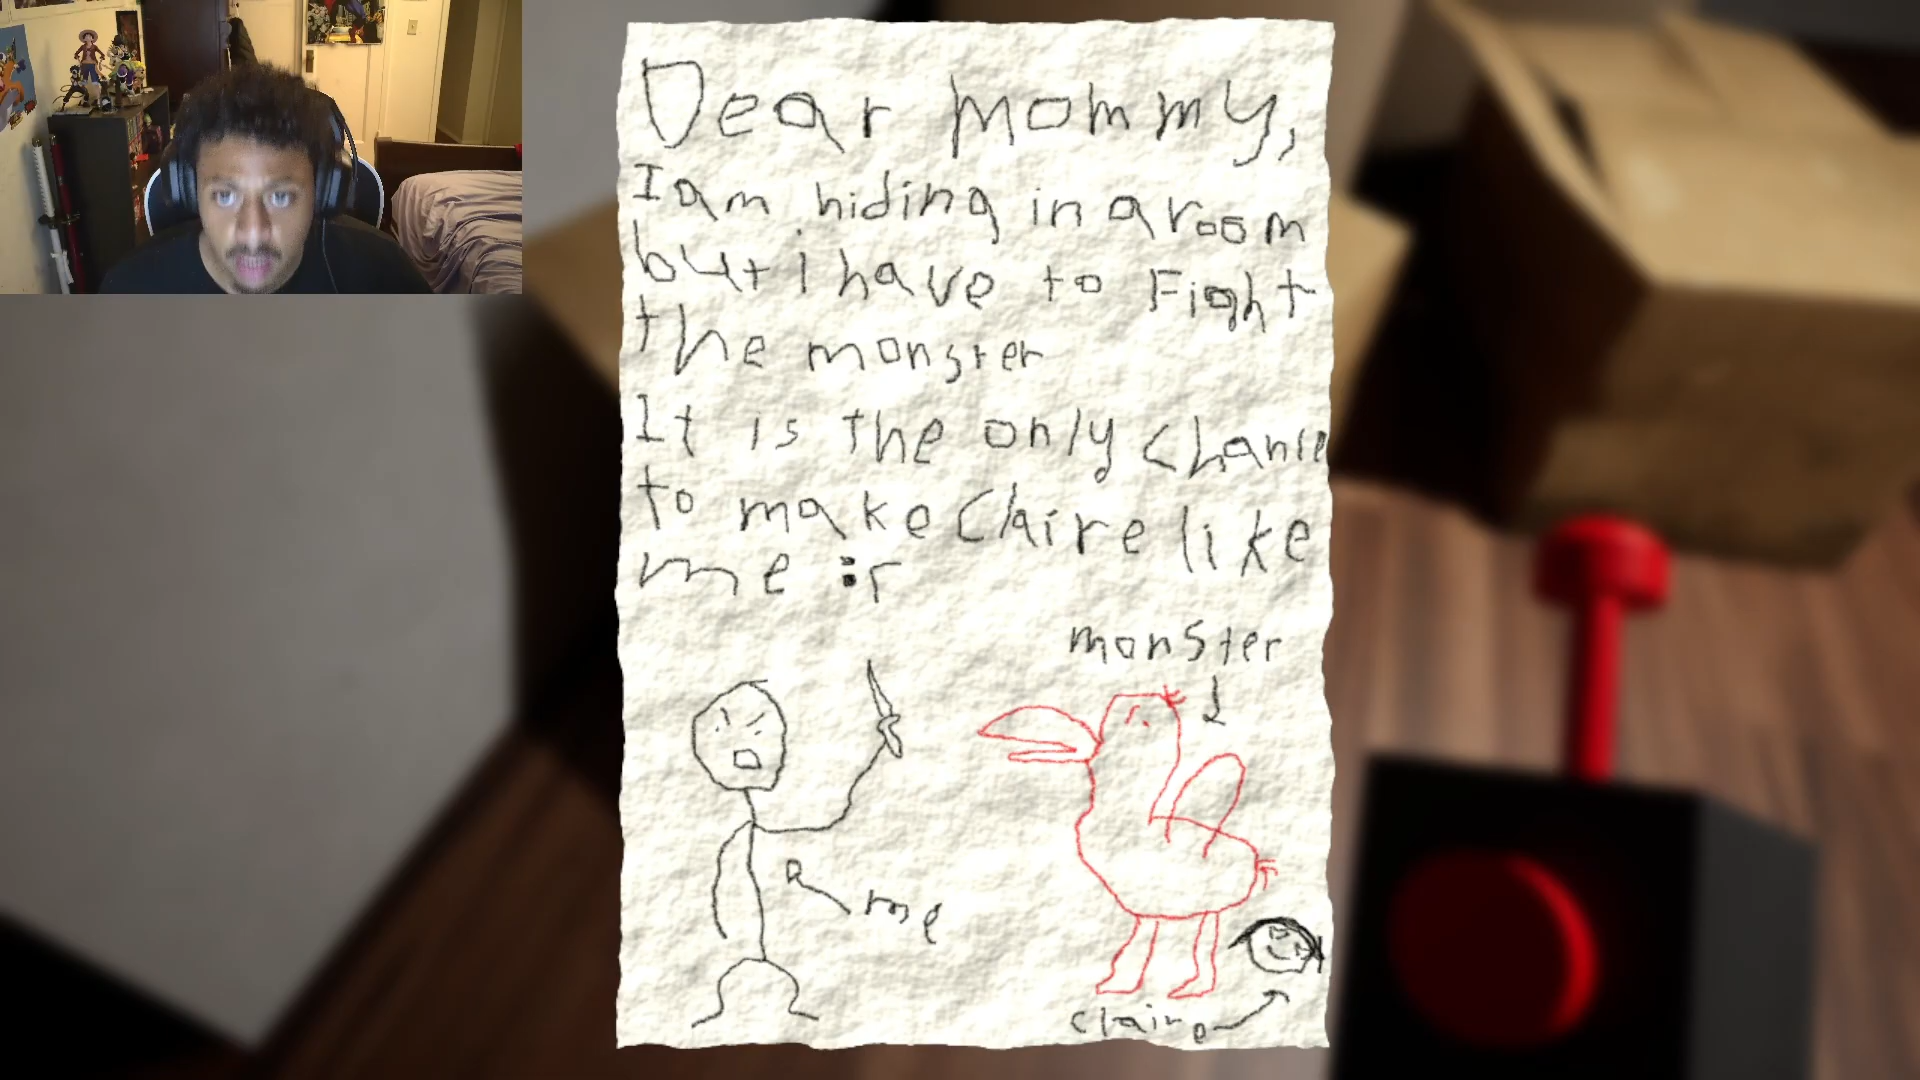 Dear Mommy,
I am hiding in a room
but i have to Fight
the monster
It is the only chance
to make Claire like
me :r
monster
me
claire